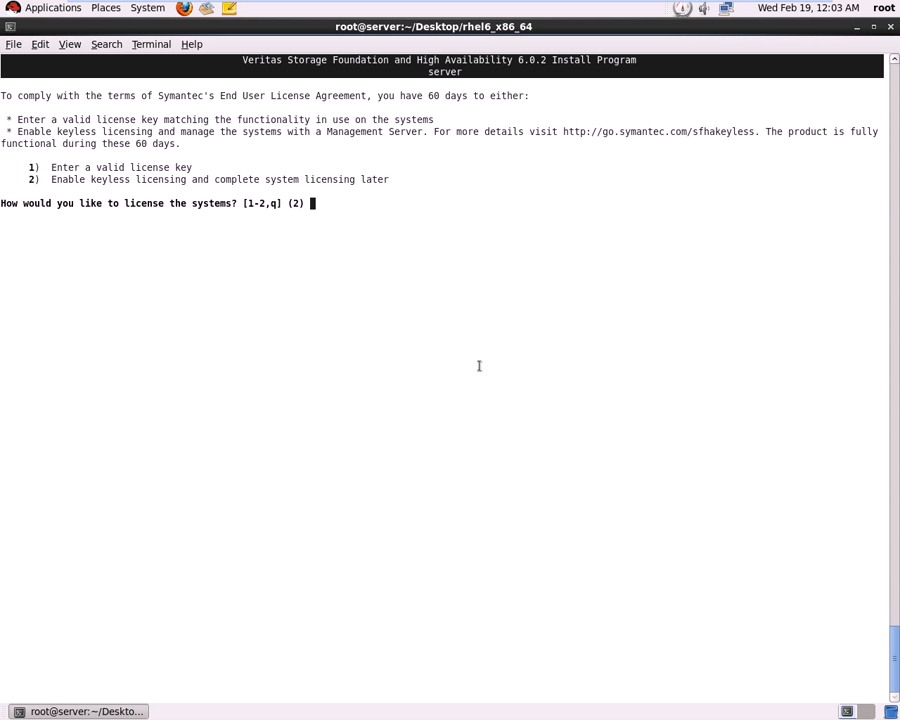 Applications Places System Wed Feb 19, 12:03 AM root
root@server:~/Desktop/rhel6_x86_64
File Edit View Search Terminal Help
Veritas Storage Foundation and High Availability 6.0.2 Install Program
server
To comply with the terms of Symantec's End User License Agreement, you have 60 days to either:
* Enter a valid license key matching the functionality in use on the systems
* Enable keyless licensing and manage the systems with a Management Server. For more details visit http://go.symantec.com/sfhakeyless. The product is fully
functional during these 60 days.
1) Enter a valid license key
2) Enable keyless licensing and complete system licensing later
How would you like to license the systems? [1-2,q] (2)
root@server:~/Deskto...